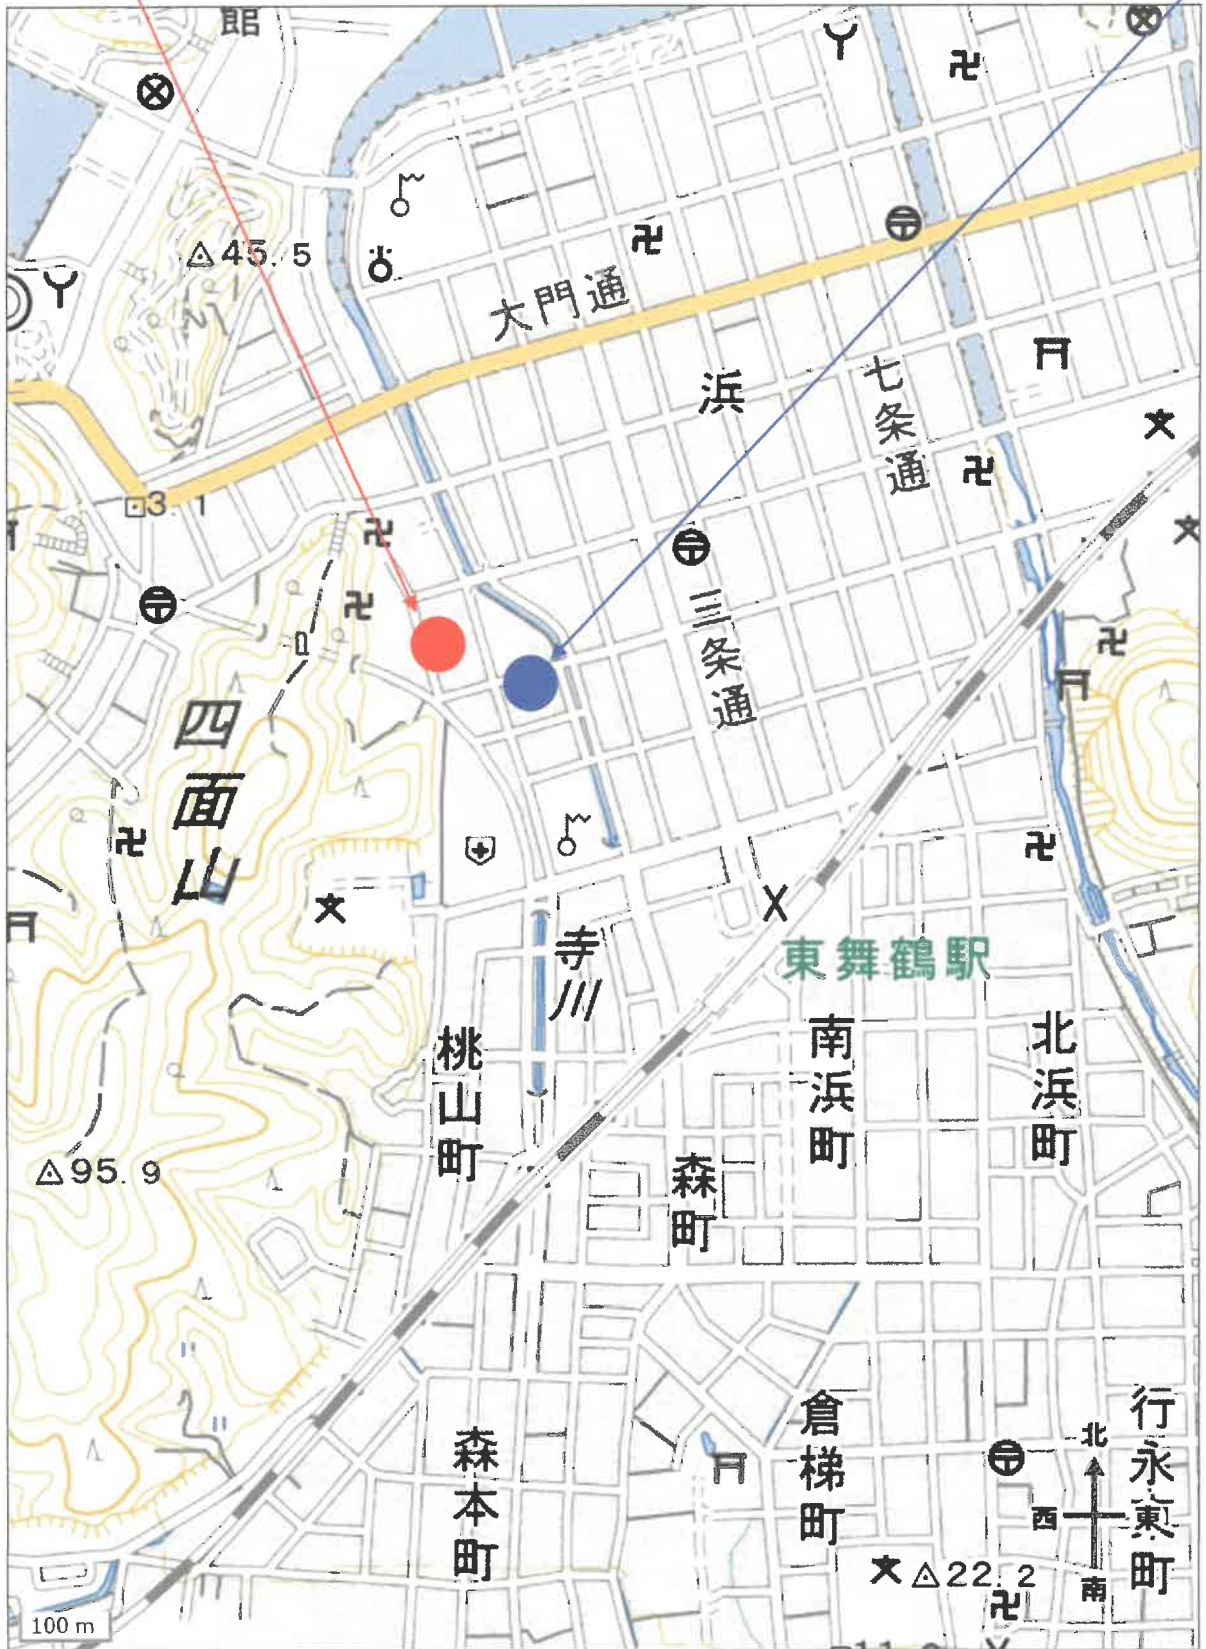 館
45.5
大門通
浜
七条通
3.1
三条通
四面山
寺川
東舞鶴駅
桃山町
南浜町
北浜町
95.9
森町
森本町
倉梯町
行永東町
北
西
南
22.2
100 m